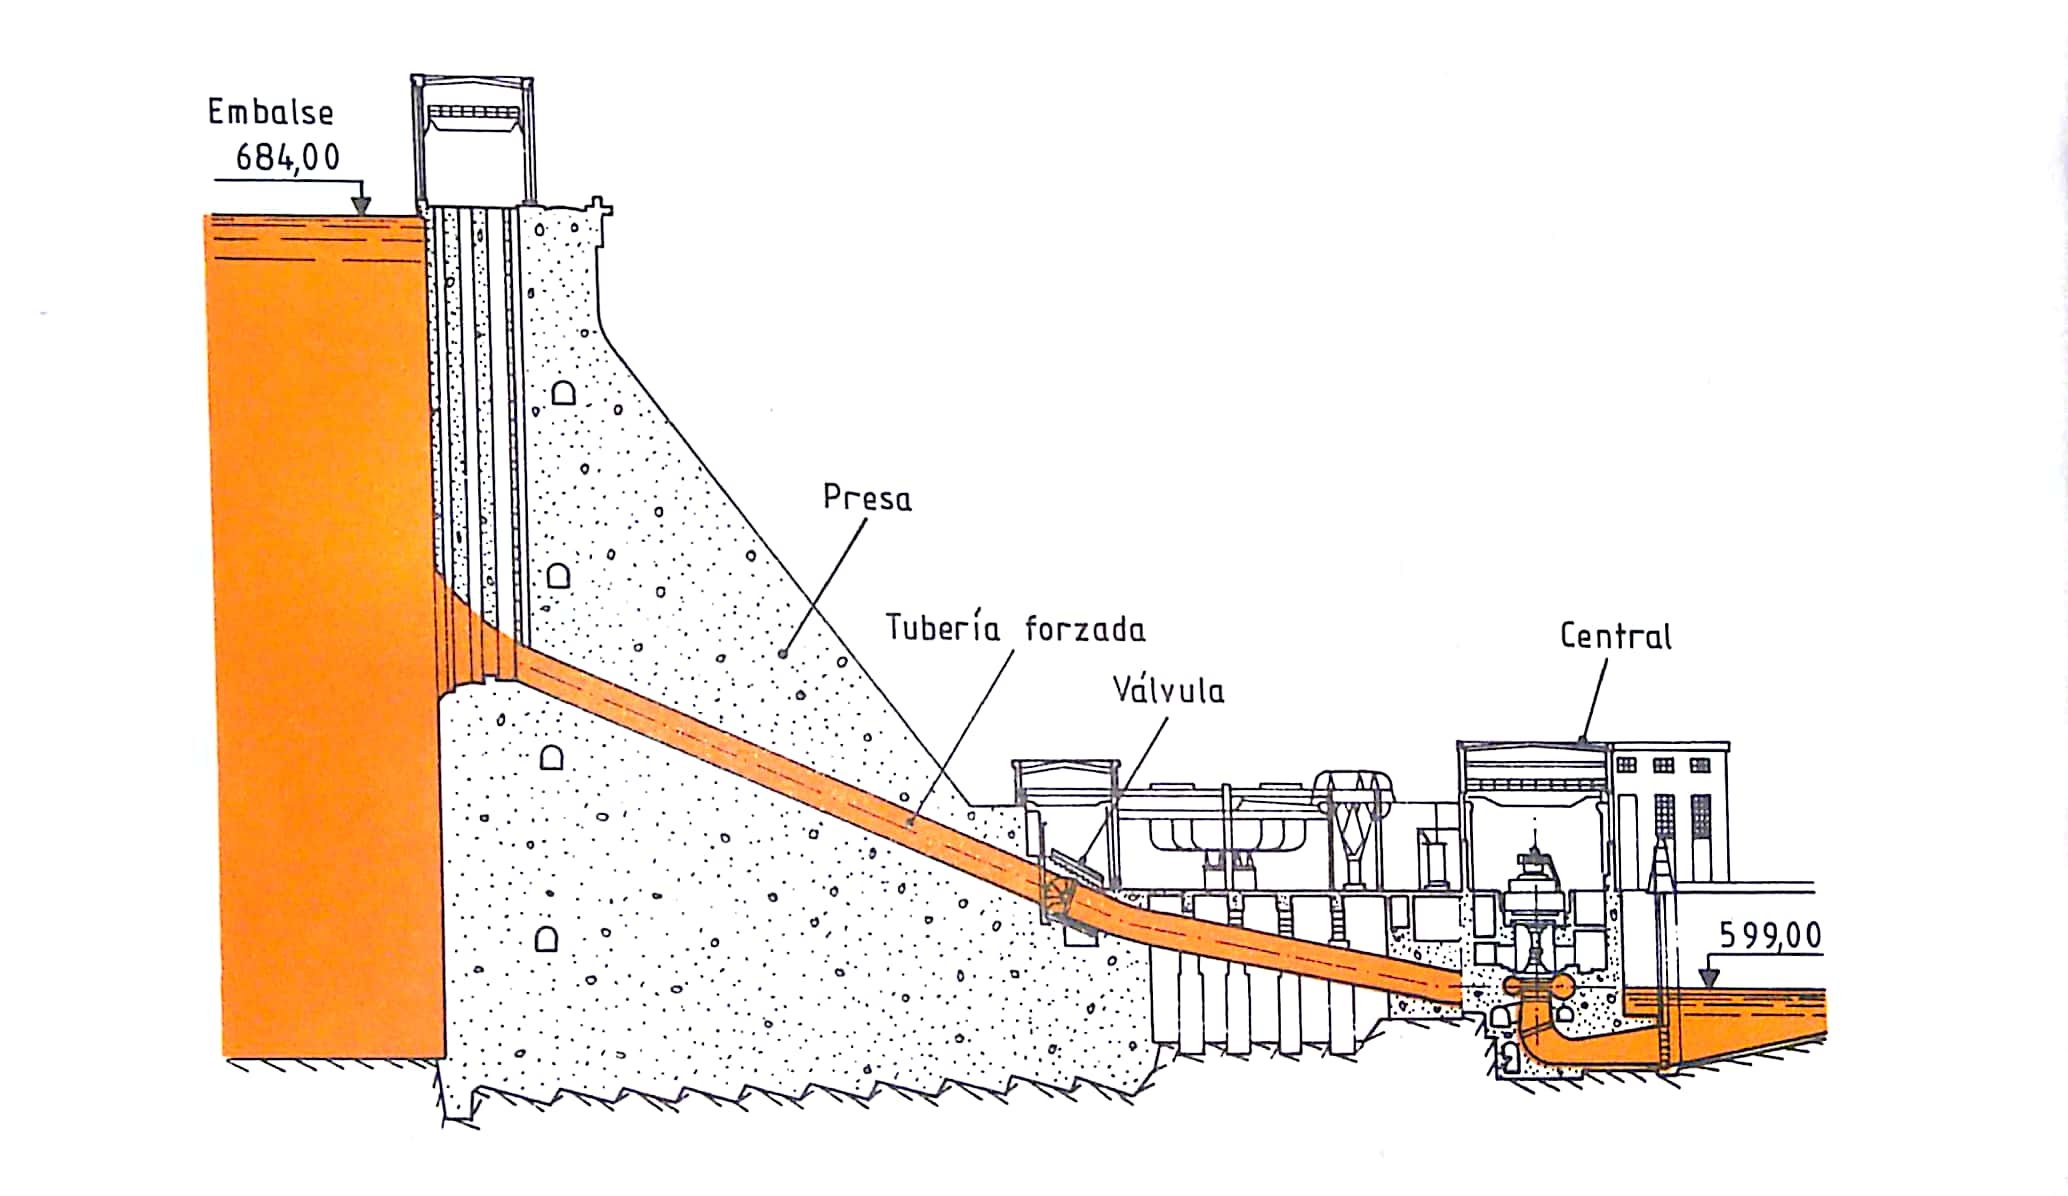 Embalse
684,00
Presa
Tubería forzada
Válvula
Central
599,00